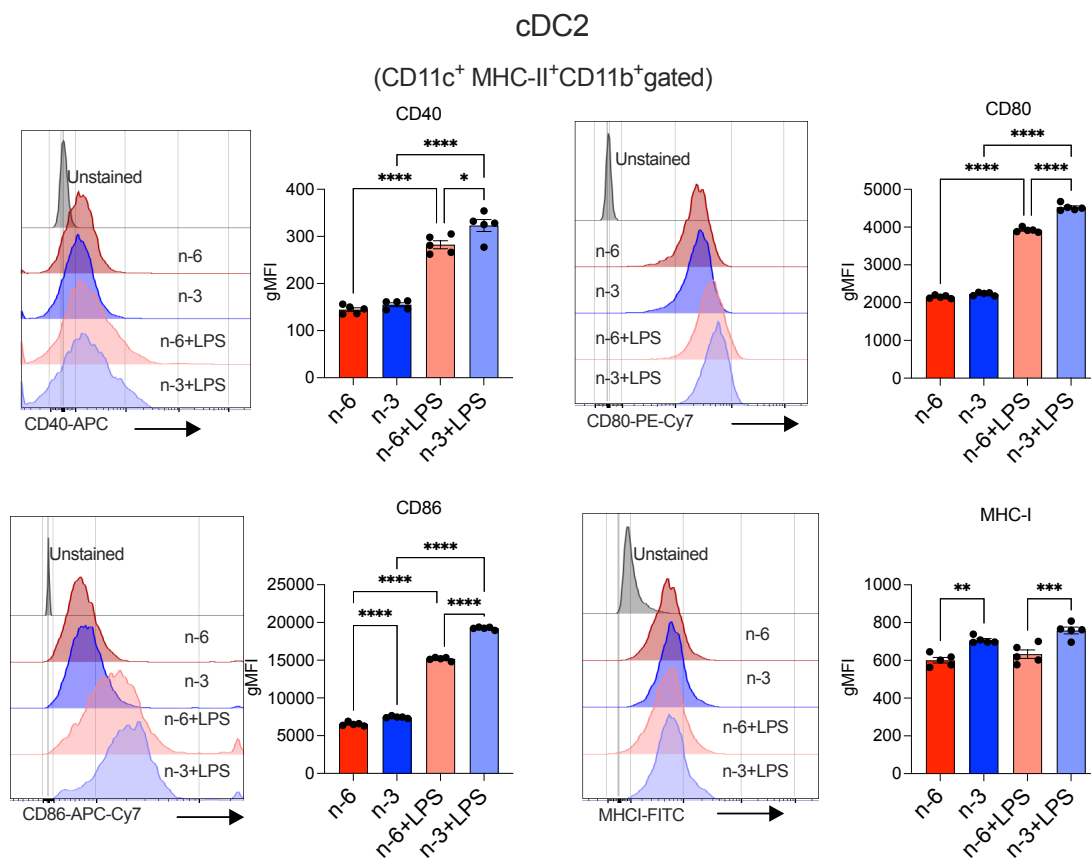 cDC2
(CD11c+ MHC-II+CD11b+gated)
CD40
Unstained
n-6
n-3
n-6+LPS
n-3+LPS
CD40-APC
gMFI
400
300
200
100
0
****
****
*
n-6
n-3
n-6+LPS
n-3+LPS
CD80
Unstained
n-6
n-3
n-6+LPS
n-3+LPS
CD80-PE-Cy7
gMFI
5000
4000
3000
2000
1000
0
****
****
****
n-6
n-3
n-6+LPS
n-3+LPS
CD86
Unstained
n-6
n-3
n-6+LPS
n-3+LPS
CD86-APC-Cy7
gMFI
25000
20000
15000
10000
5000
0
****
****
****
****
n-6
n-3
n-6+LPS
n-3+LPS
MHC-I
Unstained
n-6
n-3
n-6+LPS
n-3+LPS
MHCI-FITC
gMFI
1000
800
600
400
200
0
**
***
n-6
n-3
n-6+LPS
n-3+LPS